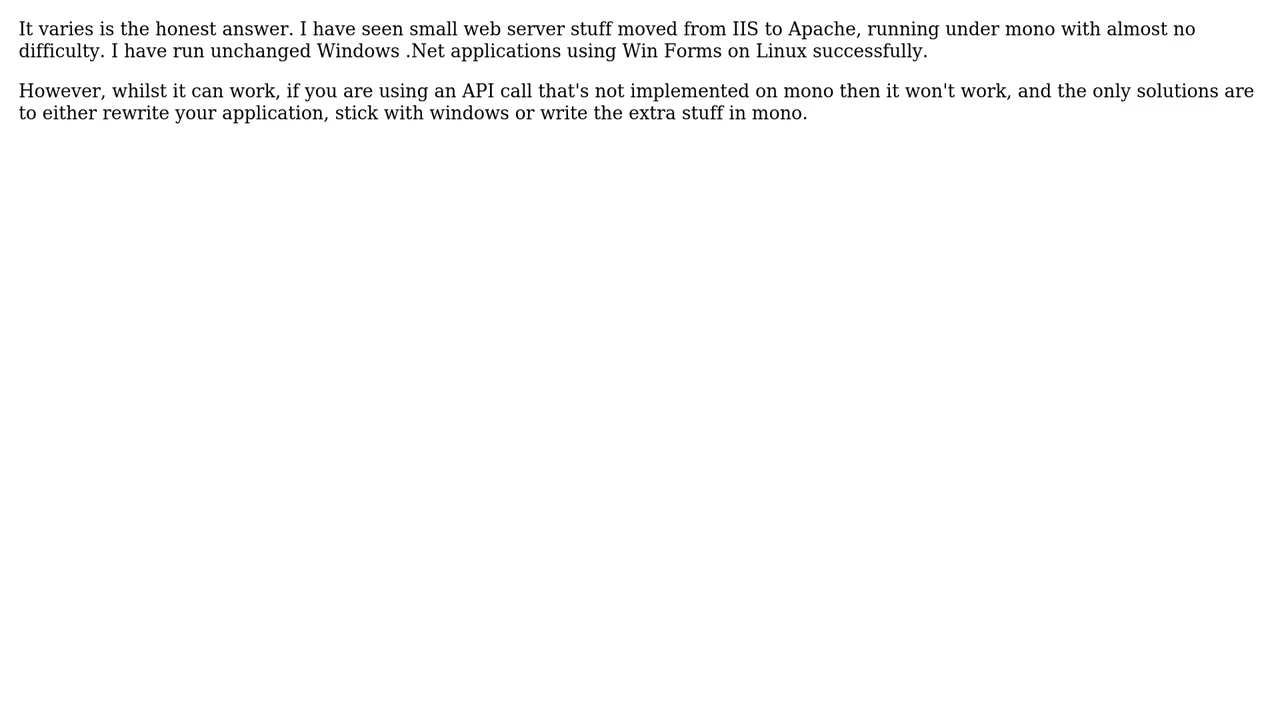 It varies is the honest answer. I have seen small web server stuff moved from IIS to Apache, running under mono with almost no
difficulty. I have run unchanged Windows .Net applications using Win Forms on Linux successfully.
However, whilst it can work, if you are using an API call that's not implemented on mono then it won't work, and the only solutions are
to either rewrite your application, stick with windows or write the extra stuff in mono.